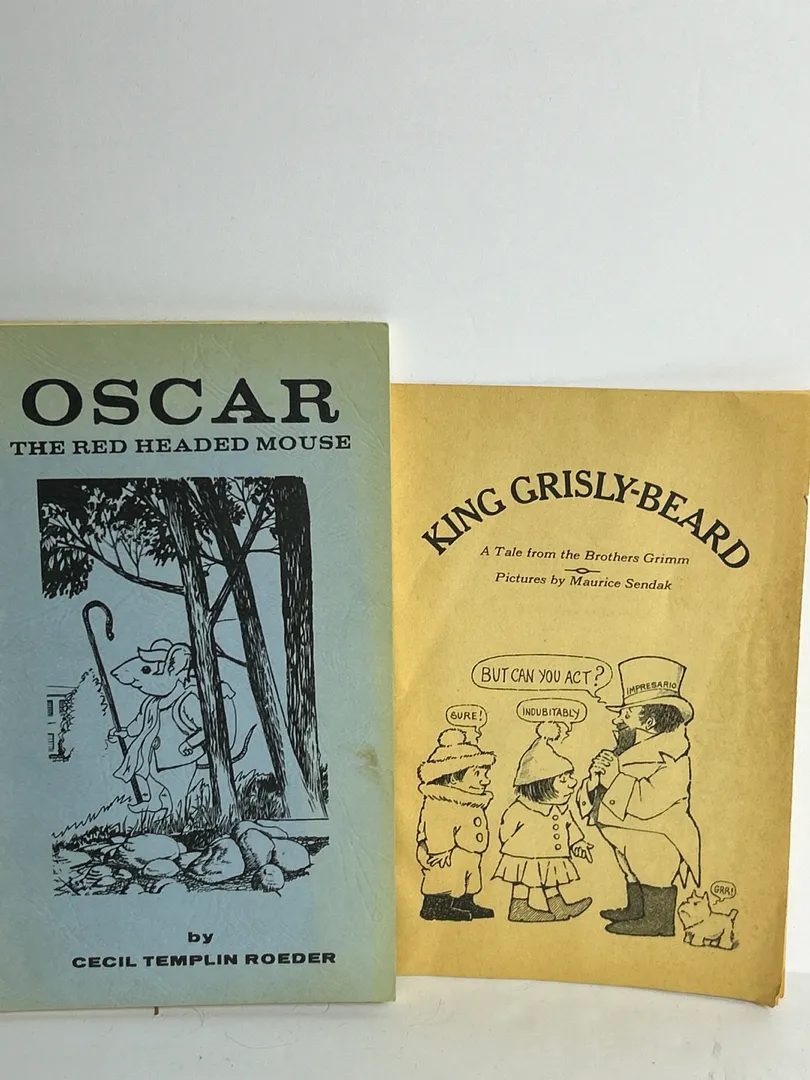 OSCAR
THE RED HEADED MOUSE
by
CECIL TEMPLIN ROEDER
KING GRISLY-BEARD
A Tale from the Brothers Grimm
Pictures by Maurice Sendak
BUT CAN YOU ACT?
IMPRESARIO
SURE!
INDUBITABLY
GRR!